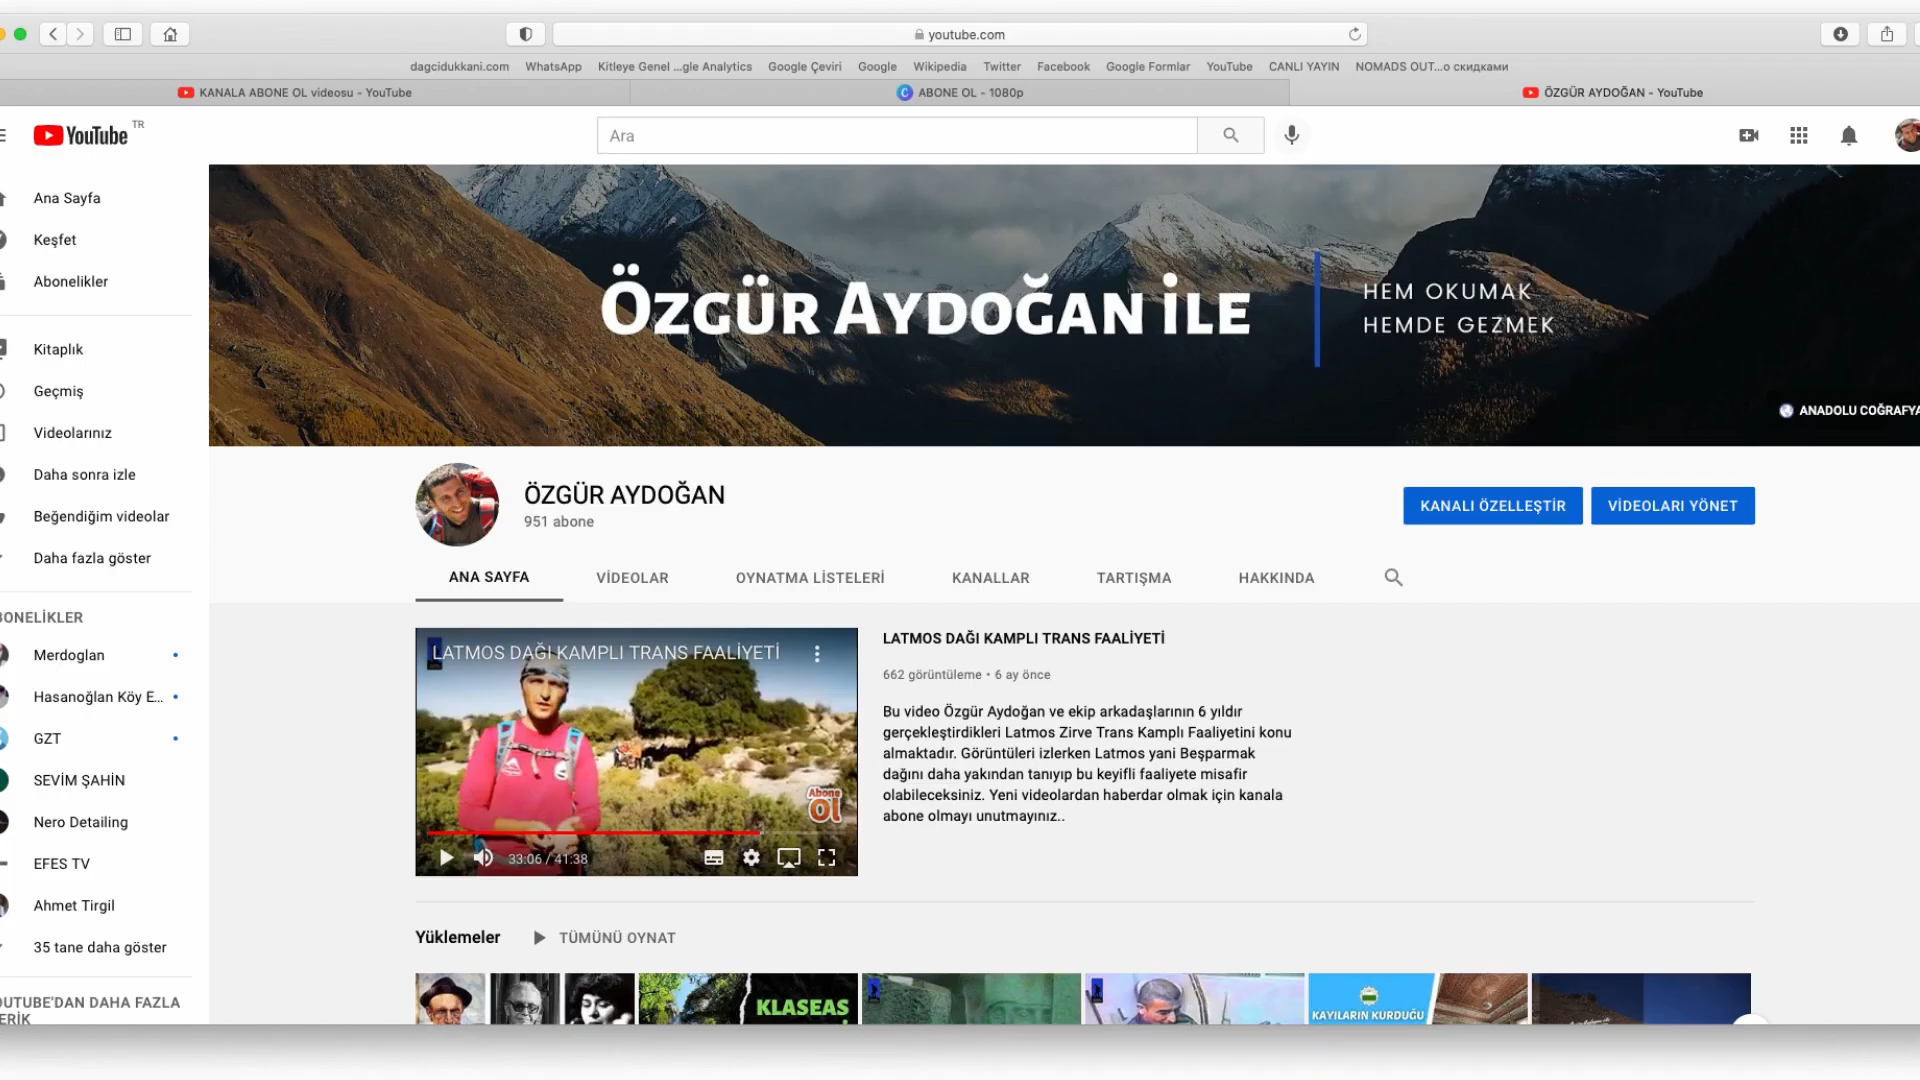 youtube.com
dagcidukkani.com WhatsApp Kitleye Genel ...gle Analytics Google Çeviri Google Wikipedia Twitter Facebook Google Formlar YouTube CANLI YAYIN NOMADS OUT...о скидками
KANALA ABONE OL videosu - YouTube
ABONE OL - 1080p
ÖZGÜR AYDOĞAN - YouTube
YouTube TR
Ara
Ana Sayfa
Keşfet
Abonelikler
Kitaplık
Geçmiş
Videolarınız
Daha sonra izle
Beğendiğim videolar
Daha fazla göster
BONELİKLER
Merdoglan
Hasanoğlan Köy E...
GZT
SEVİM ŞAHİN
Nero Detailing
EFES TV
Ahmet Tirgil
35 tane daha göster
OUTUBE'DAN DAHA FAZLA
ERİK
ÖZGÜR AYDOĞAN İLE
HEM OKUMAK
HEMDE GEZMEK
ANADOLU COĞRAFYA
ÖZGÜR AYDOĞAN
951 abone
KANALI ÖZELLEŞTİR
VİDEOLARI YÖNET
ANA SAYFA
VİDEOLAR
OYNATMA LİSTELERİ
KANALLAR
TARTIŞMA
HAKKINDA
LATMOS DAĞI KAMPLI TRANS FAALİYETİ
Abone
ol
33:06 / 41:38
LATMOS DAĞI KAMPLI TRANS FAALİYETİ
662 görüntüleme • 6 ay önce
Bu video Özgür Aydoğan ve ekip arkadaşlarının 6 yıldır
gerçekleştirdikleri Latmos Zirve Trans Kamplı Faaliyetini konu
almaktadır. Görüntüleri izlerken Latmos yani Beşparmak
dağını daha yakından tanıyıp bu keyifli faaliyete misafir
olabileceksiniz. Yeni videolardan haberdar olmak için kanala
abone olmayı unutmayınız..
Yüklemeler
TÜMÜNÜ OYNAT
KLASEAS
KAYILARIN KURDUĞU